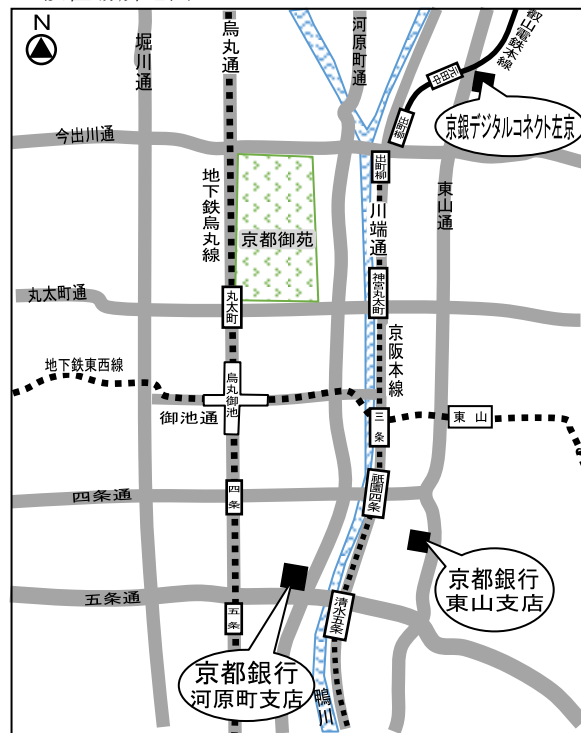 N
堀川通
烏丸通
河原町通
叡山電鉄本線
元田中
出町柳
京銀デジタルコネクト左京
今出川通
出町柳
地下鉄烏丸線
京都御苑
川端通
東山通
丸太町通
丸太町
神宮丸太町
京阪本線
地下鉄東西線
烏丸御池
御池通
三条
東山
四条通
四条
祇園四条
京都銀行
東山支店
五条通
五条
清水五条
京都銀行
河原町支店
鴨川